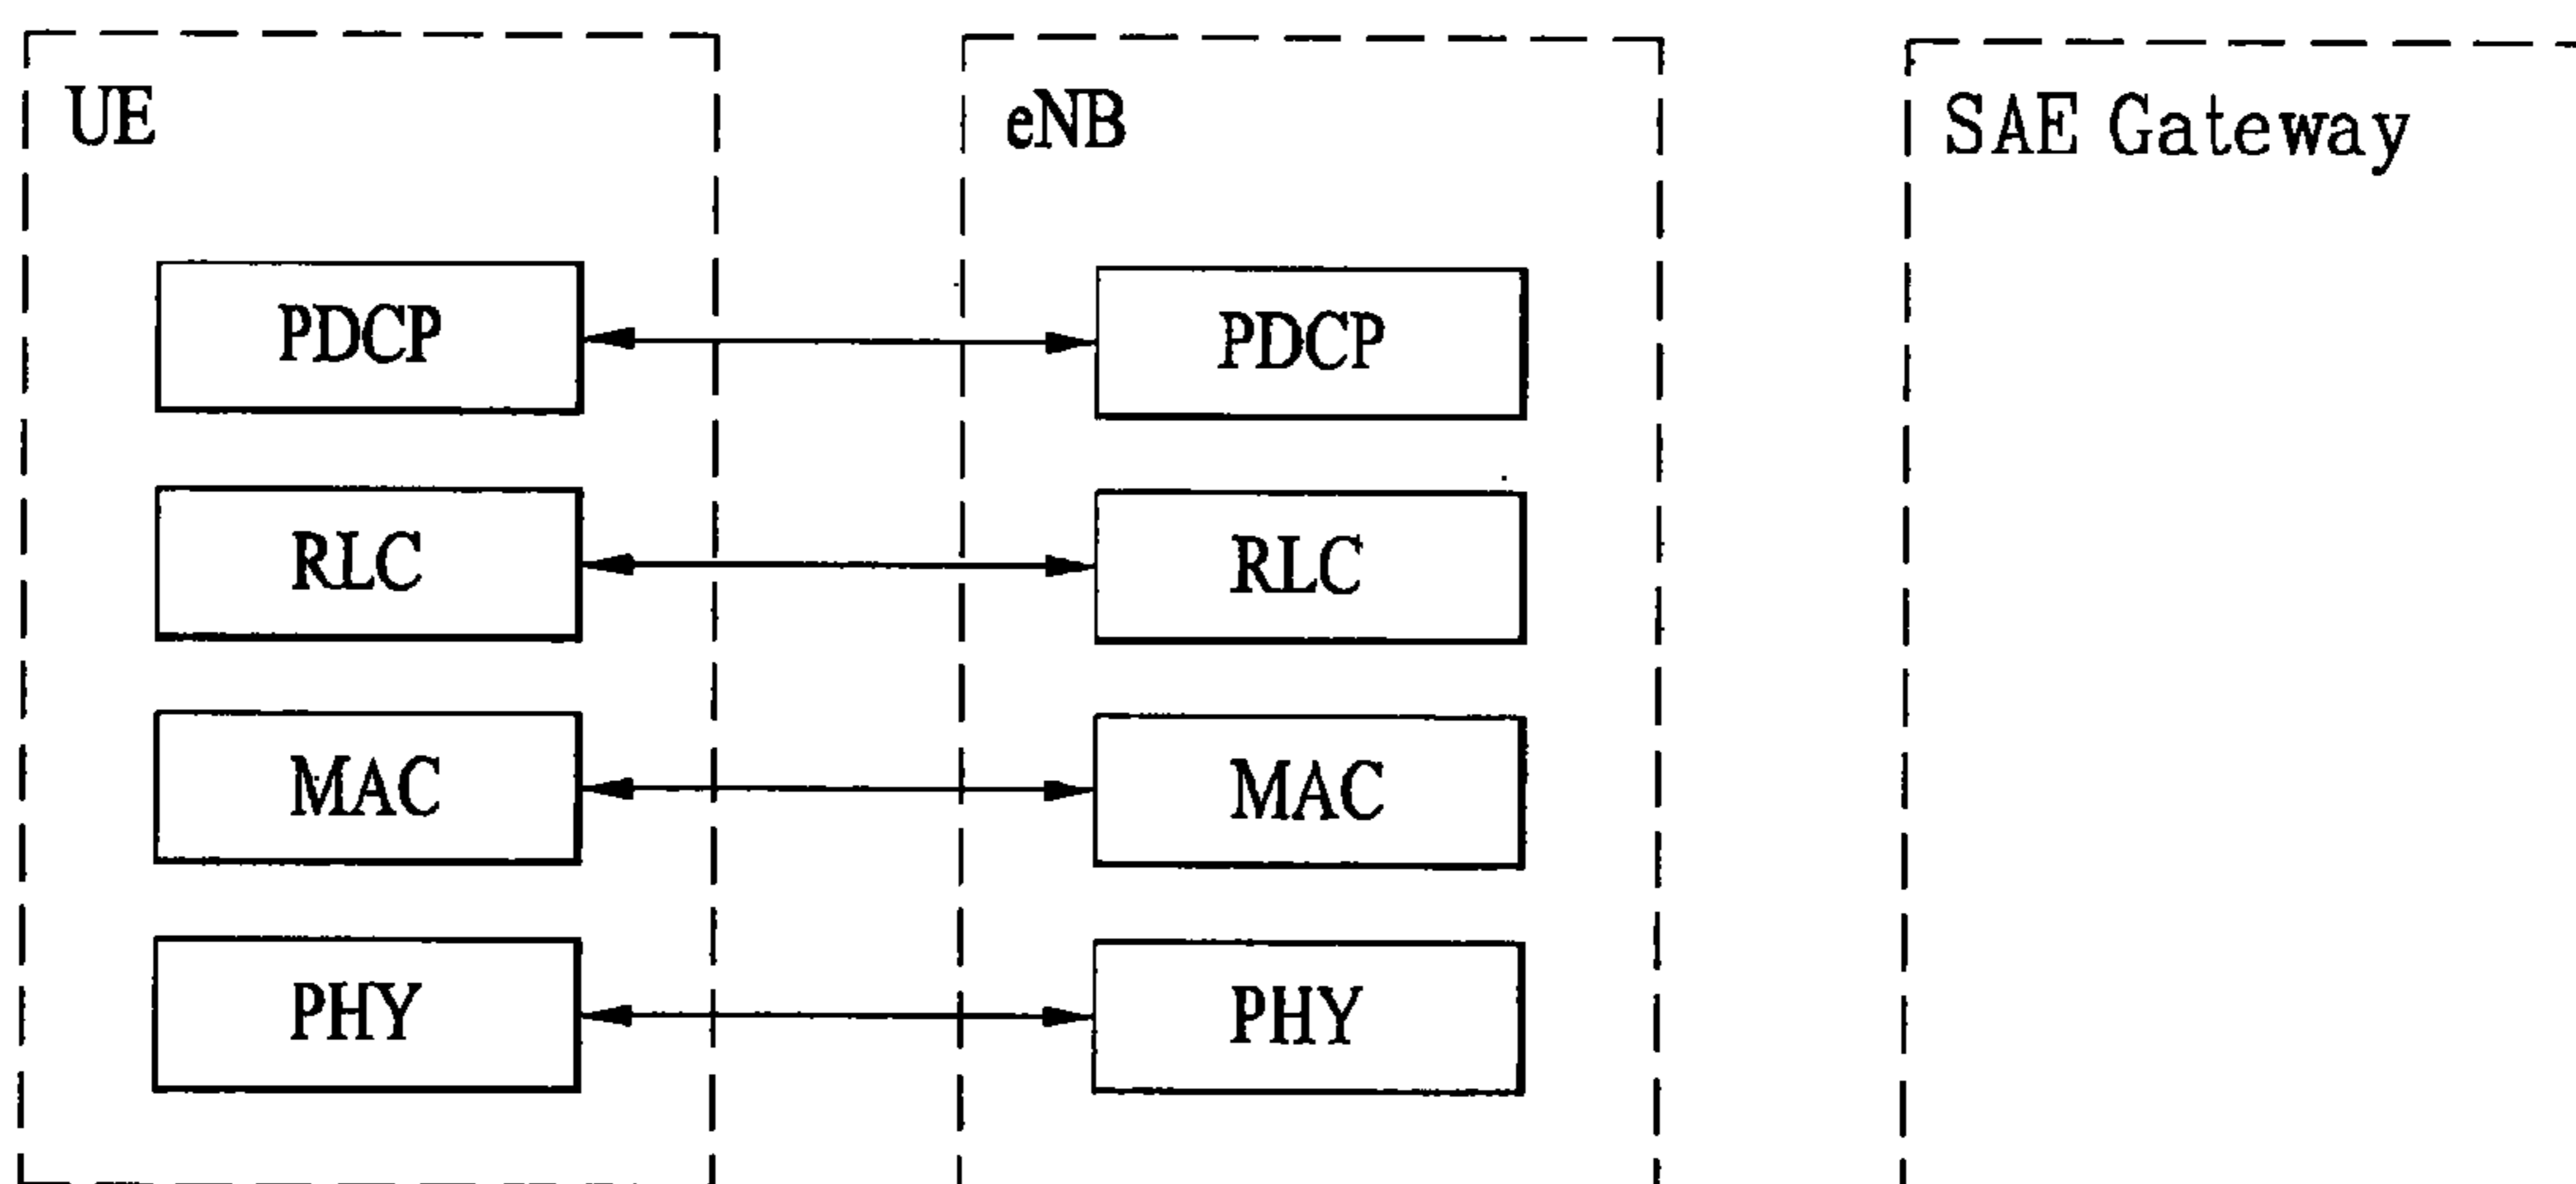 UE
eNB
SAE Gateway
PDCP
PDCP
RLC
RLC
MAC
MAC
PHY
PHY